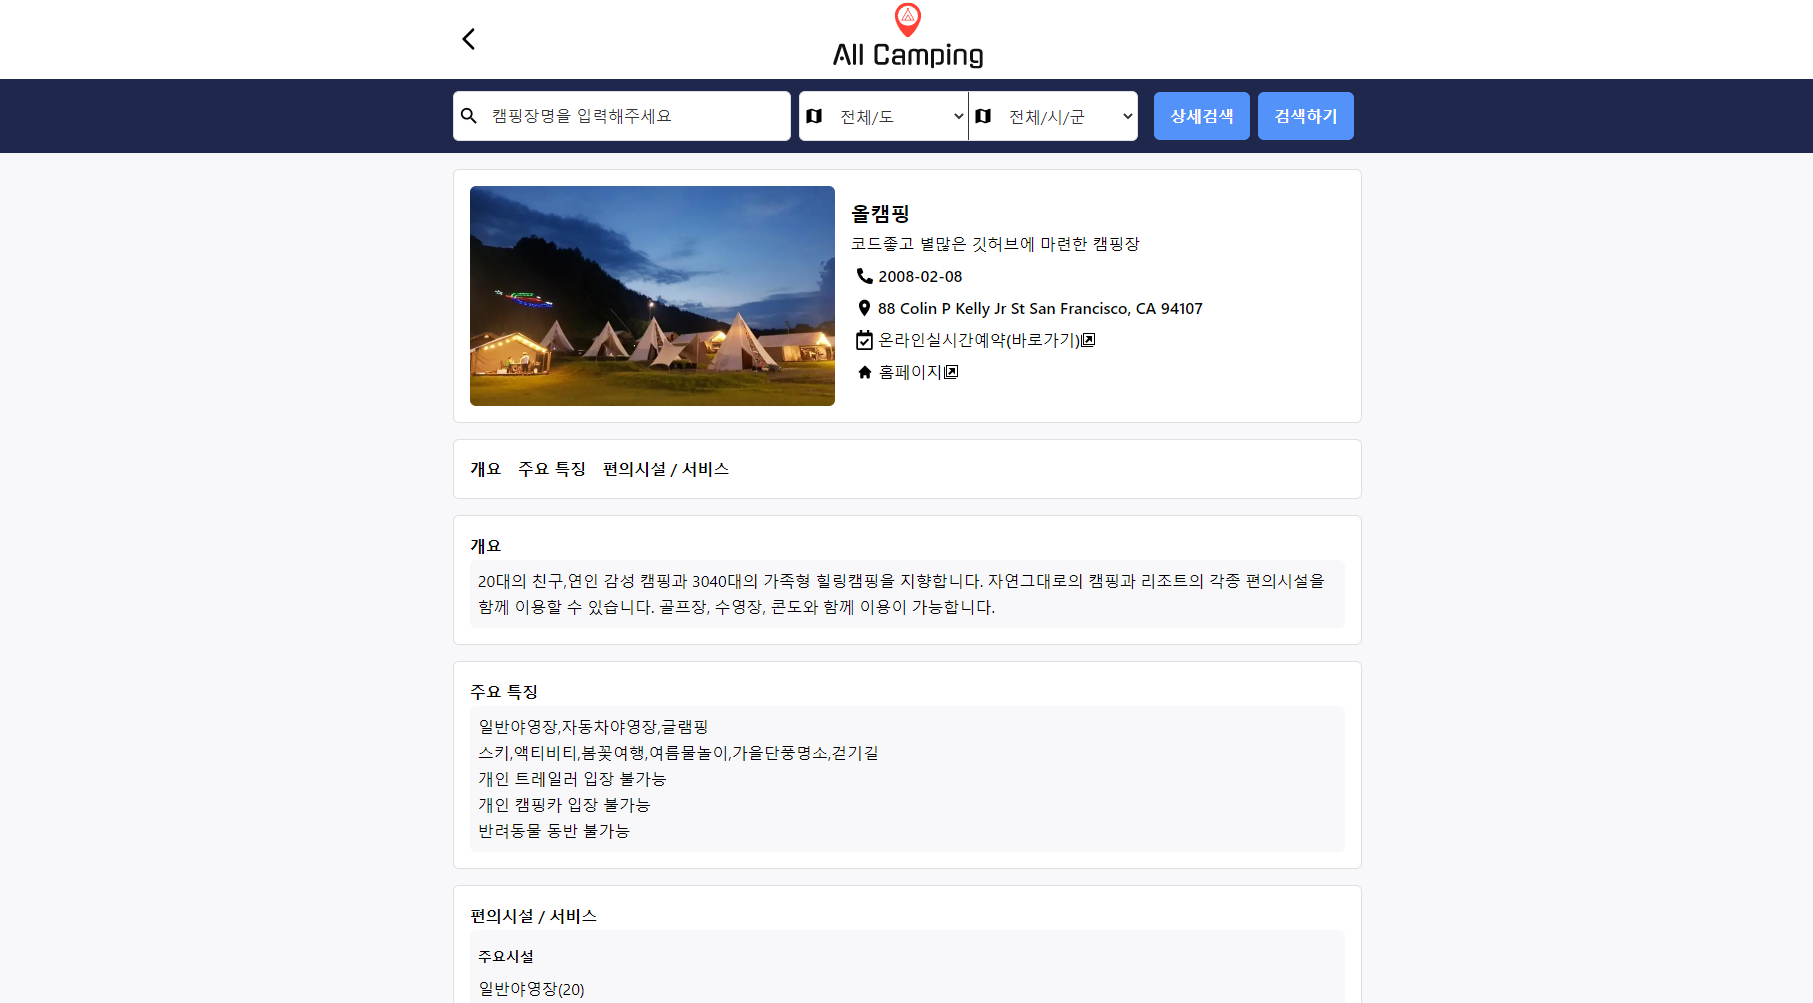 All Camping
캠핑장명을 입력해주세요
전체/도
전체/시/군
상세검색
검색하기
올캠핑
코드좋고 별많은 깃허브에 마련한 캠핑장
2008-02-08
88 Colin P Kelly Jr St San Francisco, CA 94107
온라인실시간예약(바로가기)
홈페이지
개요 주요 특징 편의시설 / 서비스
개요
20대의 친구,연인 감성 캠핑과 3040대의 가족형 힐링캠핑을 지향합니다. 자연그대로의 캠핑과 리조트의 각종 편의시설을
함께 이용할 수 있습니다. 골프장, 수영장, 콘도와 함께 이용이 가능합니다.
주요 특징
일반야영장,자동차야영장,글램핑
스키,액티비티,봄꽃여행,여름물놀이,가을단풍명소,걷기길
개인 트레일러 입장 불가능
개인 캠핑카 입장 불가능
반려동물 동반 불가능
편의시설 / 서비스
주요시설
일반야영장(20)